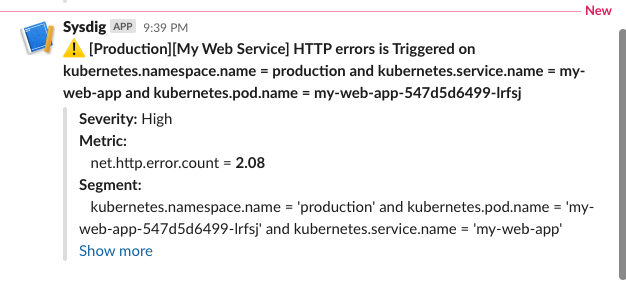 New
Sysdig APP 9:39 PM
[Production][My Web Service] HTTP errors is Triggered on
kubernetes.namespace.name = production and kubernetes.service.name = my-
web-app and kubernetes.pod.name = my-web-app-547d5d6499-lrfsj
Severity: High
Metric:
net.http.error.count = 2.08
Segment:
kubernetes.namespace.name = 'production' and kubernetes.pod.name = 'my-
web-app-547d5d6499-lrfsj' and kubernetes.service.name = 'my-web-app'
Show more